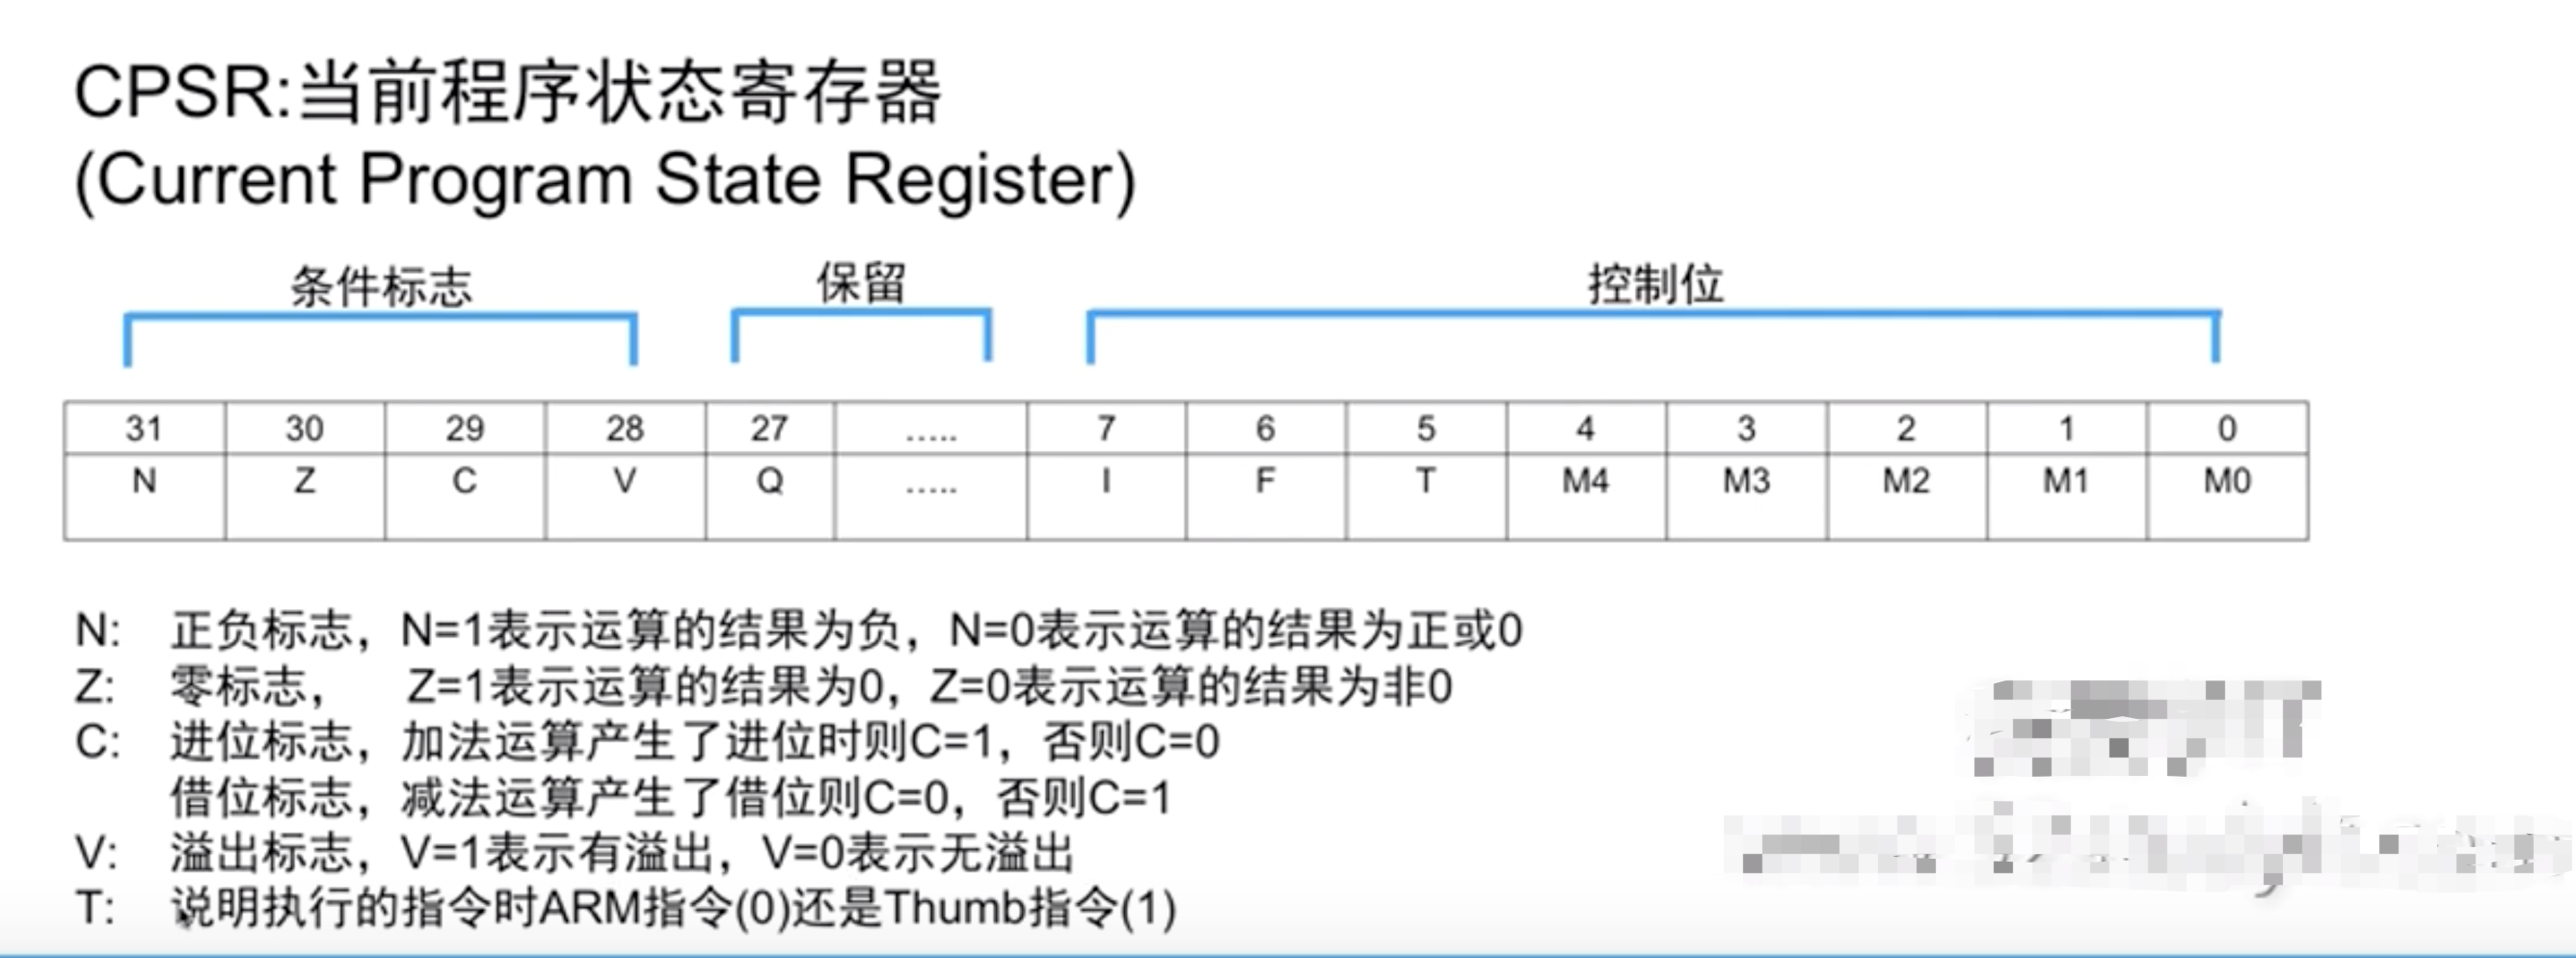 CPSR:当前程序状态寄存器
(Current Program State Register)
条件标志 保留 控制位
31 30 29 28 27 ..... 7 6 5 4 3 2 1 0
N Z C V Q ..... I F T M4 M3 M2 M1 M0
N: 正负标志，N=1表示运算的结果为负，N=0表示运算的结果为正或0
Z: 零标志， Z=1表示运算的结果为0，Z=0表示运算的结果为非0
C: 进位标志，加法运算产生了进位时则C=1，否则C=0
借位标志，减法运算产生了借位则C=0，否则C=1
V: 溢出标志，V=1表示有溢出，V=0表示无溢出
T: 说明执行的指令时ARM指令(0)还是Thumb指令(1)